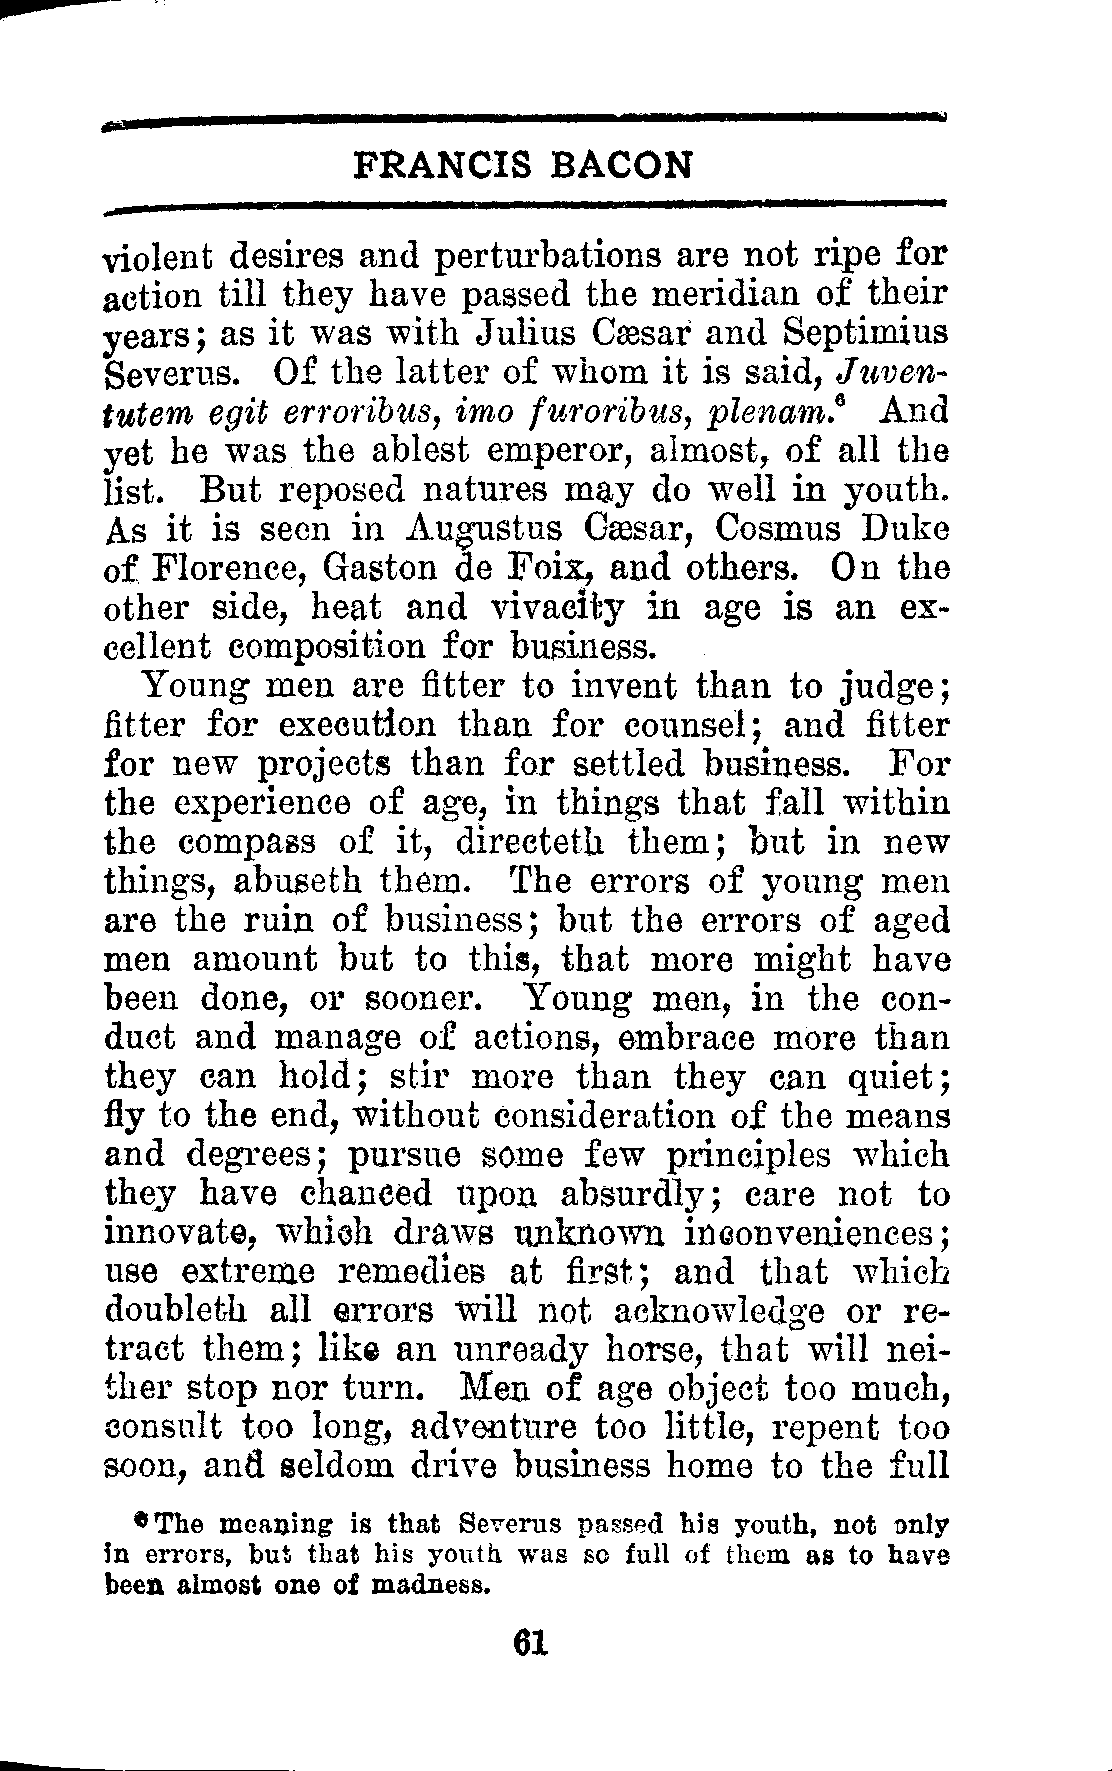 FRANCIS BACON
violent desires and perturbations are not ripe for
action till they have passed the meridian of their
years; as it was with Julius Cæsar and Septimius
Severus. Of the latter of whom it is said, Juven-
tutem egit erroribus, imo furoribus, plenam.⁶ And
yet he was the ablest emperor, almost, of all the
list. But reposed natures may do well in youth.
As it is seen in Augustus Cæsar, Cosmus Duke
of Florence, Gaston de Foix, and others. On the
other side, heat and vivacity in age is an ex-
cellent composition for business.
Young men are fitter to invent than to judge;
fitter for execution than for counsel; and fitter
for new projects than for settled business. For
the experience of age, in things that fall within
the compass of it, directeth them; but in new
things, abuseth them. The errors of young men
are the ruin of business; but the errors of aged
men amount but to this, that more might have
been done, or sooner. Young men, in the con-
duct and manage of actions, embrace more than
they can hold; stir more than they can quiet;
fly to the end, without consideration of the means
and degrees; pursue some few principles which
they have chanced upon absurdly; care not to
innovate, which draws unknown inconveniences;
use extreme remedies at first; and that which
doubleth all errors will not acknowledge or re-
tract them; like an unready horse, that will nei-
ther stop nor turn. Men of age object too much,
consult too long, adventure too little, repent too
soon, and seldom drive business home to the full
⁶ The meaning is that Severus passed his youth, not only
in errors, but that his youth was so full of them as to have
been almost one of madness.
61